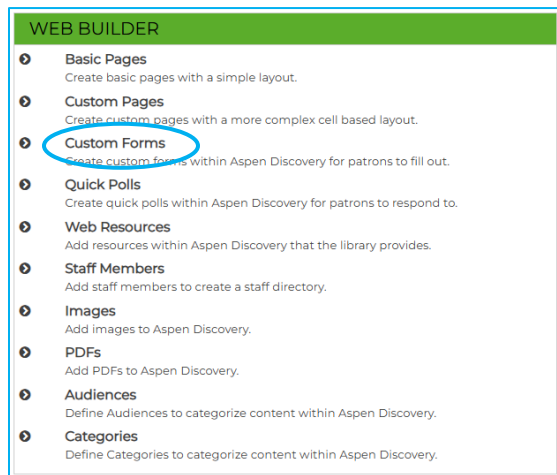 WEB BUILDER
Basic Pages
Create basic pages with a simple layout.
Custom Pages
Create custom pages with a more complex cell based layout.
Custom Forms
Create custom forms within Aspen Discovery for patrons to fill out.
Quick Polls
Create quick polls within Aspen Discovery for patrons to respond to.
Web Resources
Add resources within Aspen Discovery that the library provides.
Staff Members
Add staff members to create a staff directory.
Images
Add images to Aspen Discovery.
PDFs
Add PDFs to Aspen Discovery.
Audiences
Define Audiences to categorize content within Aspen Discovery.
Categories
Define Categories to categorize content within Aspen Discovery.